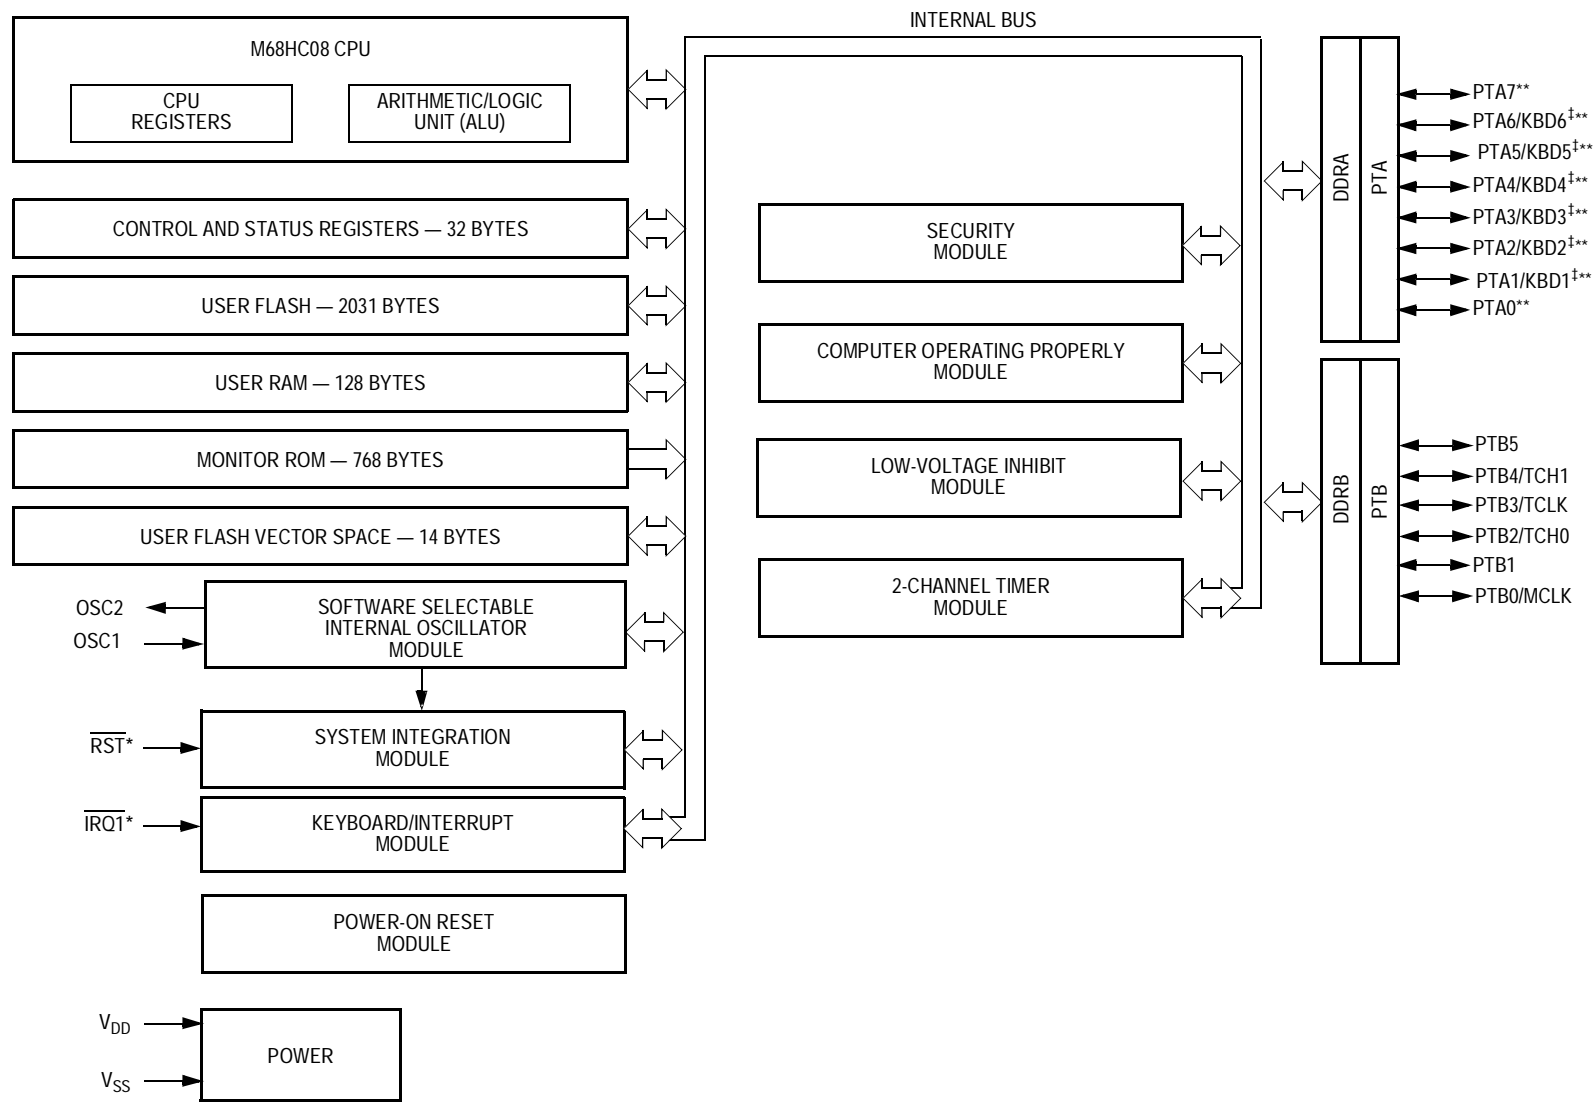 INTERNAL BUS
M68HC08 CPU
CPU
REGISTERS
ARITHMETIC/LOGIC
UNIT (ALU)
CONTROL AND STATUS REGISTERS — 32 BYTES
USER FLASH — 2031 BYTES
USER RAM — 128 BYTES
MONITOR ROM — 768 BYTES
USER FLASH VECTOR SPACE — 14 BYTES
OSC2
OSC1
SOFTWARE SELECTABLE
INTERNAL OSCILLATOR
MODULE
RST*
SYSTEM INTEGRATION
MODULE
IRQ1*
KEYBOARD/INTERRUPT
MODULE
POWER-ON RESET
MODULE
VDD
VSS
POWER
SECURITY
MODULE
COMPUTER OPERATING PROPERLY
MODULE
LOW-VOLTAGE INHIBIT
MODULE
2-CHANNEL TIMER
MODULE
DDRA
PTA
PTA7**
PTA6/KBD6‡**
PTA5/KBD5‡**
PTA4/KBD4‡**
PTA3/KBD3‡**
PTA2/KBD2‡**
PTA1/KBD1‡**
PTA0**
DDRB
PTB
PTB5
PTB4/TCH1
PTB3/TCLK
PTB2/TCH0
PTB1
PTB0/MCLK